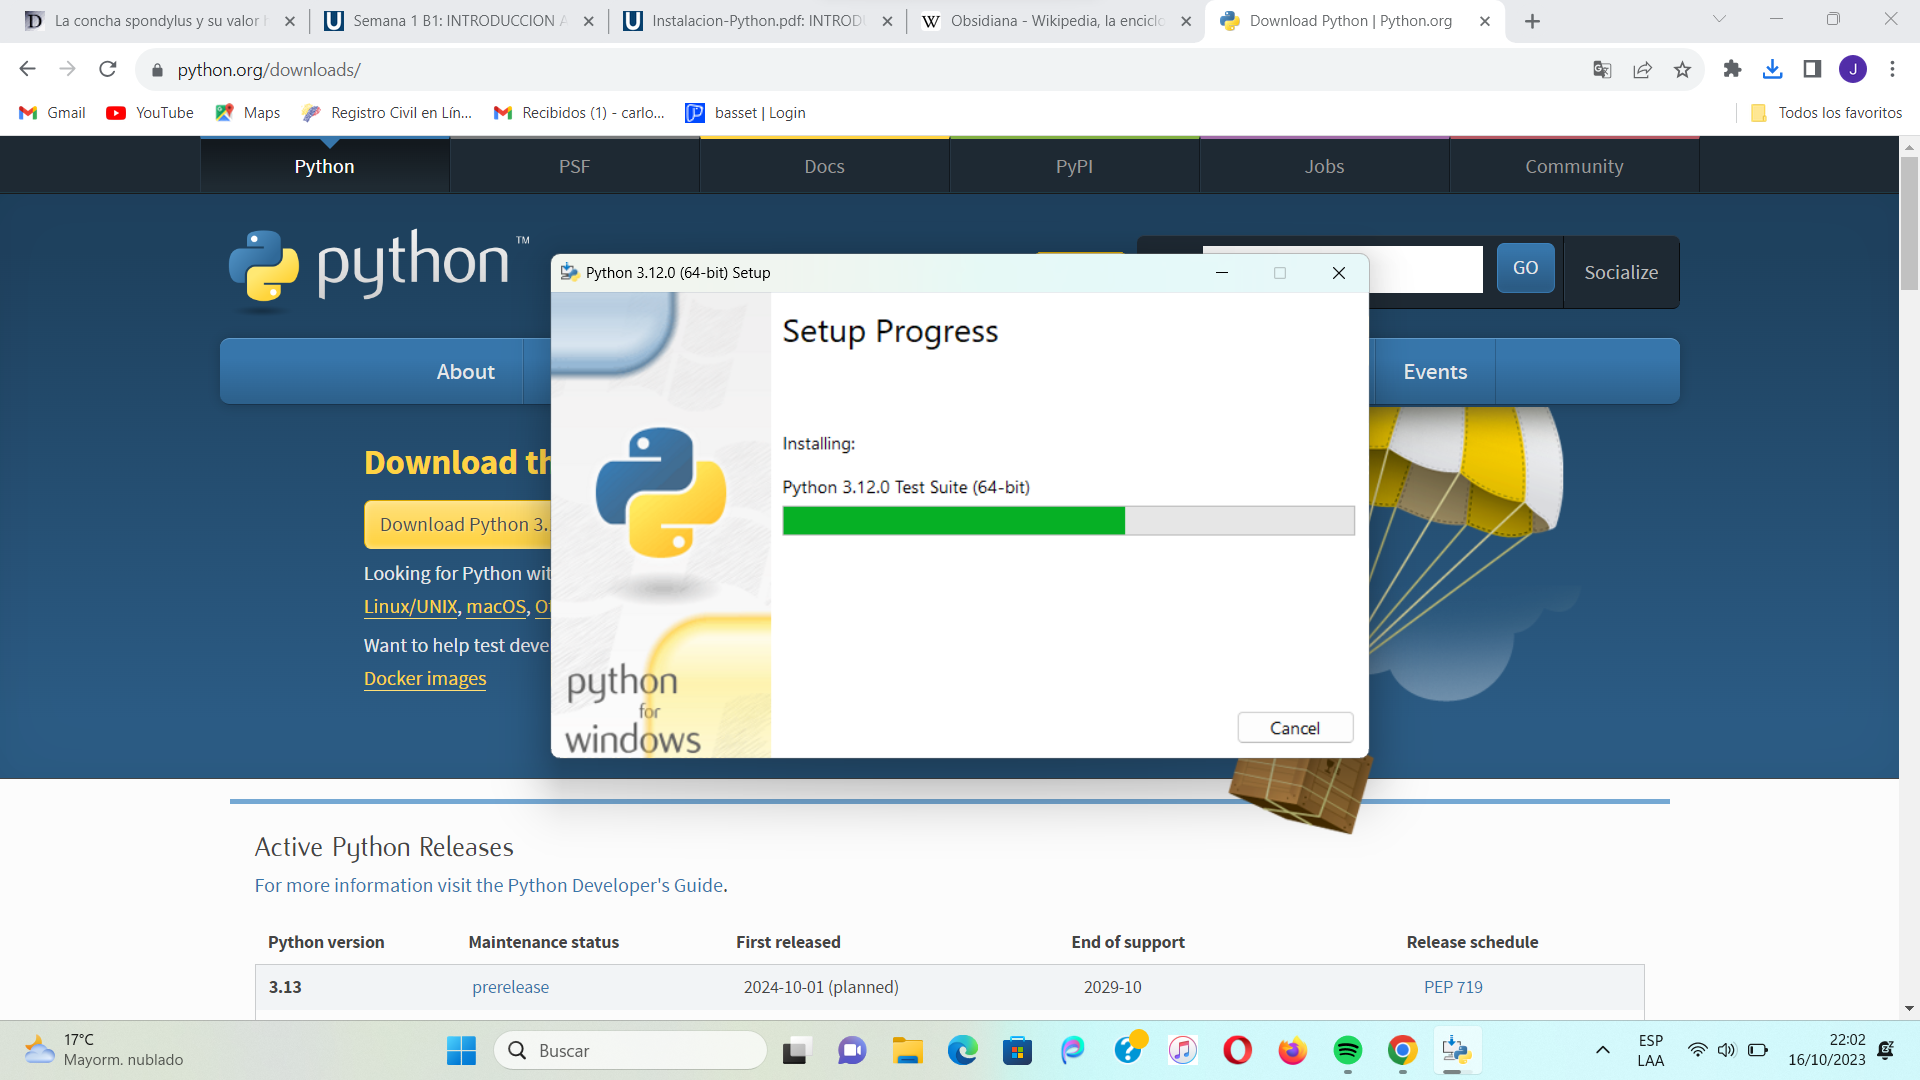 La concha spondylus y su valor
Semana 1 B1: INTRODUCCION
Instalacion-Python.pdf: INTRODU
Obsidiana - Wikipedia, la enciclo
Download Python | Python.org
python.org/downloads/
J
Gmail
YouTube
Maps
Registro Civil en Lín...
Recibidos (1) - carlo...
basset | Login
Todos los favoritos
Python
PSF
Docs
PyPI
Jobs
Community
python™
GO
Socialize
About
Events
Python 3.12.0 (64-bit) Setup
Setup Progress
Installing:
Python 3.12.0 Test Suite (64-bit)
Cancel
python
for
windows
Download th
Download Python 3.
Looking for Python wit
Linux/UNIX, macOS, Ot
Want to help test deve
Docker images
Active Python Releases
For more information visit the Python Developer's Guide.
Python version Maintenance status First released End of support Release schedule
3.13 prerelease 2024-10-01 (planned) 2029-10 PEP 719
17°C
Mayorm. nublado
Buscar
ESP
LAA
22:02
16/10/2023